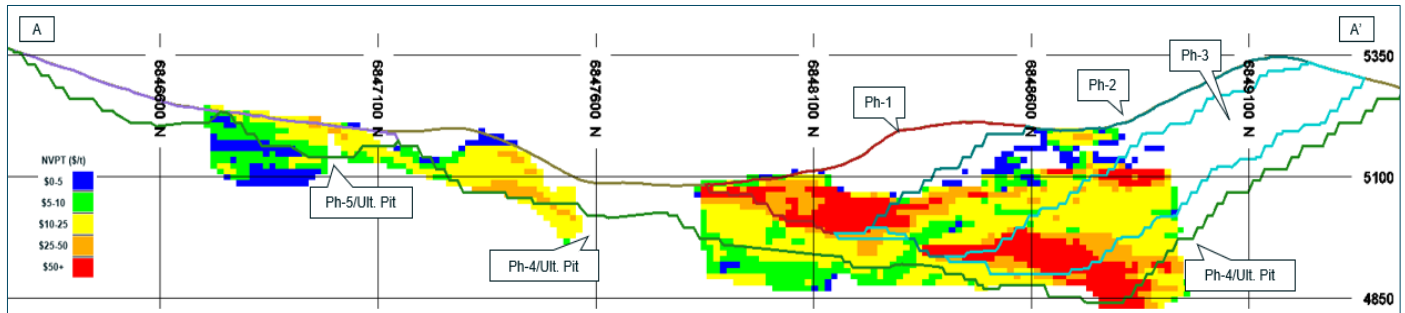 A
A'
Ph-3
5350
6846600 N
6847100 N
6847600 N
6848100 N
6848600 N
6849100 N
Ph-1
Ph-2
NVPT ($/t)
$0-5
$5-10
$10-25
$25-50
$50+
5100
Ph-5/Ult. Pit
Ph-4/Ult. Pit
Ph-4/Ult. Pit
4850